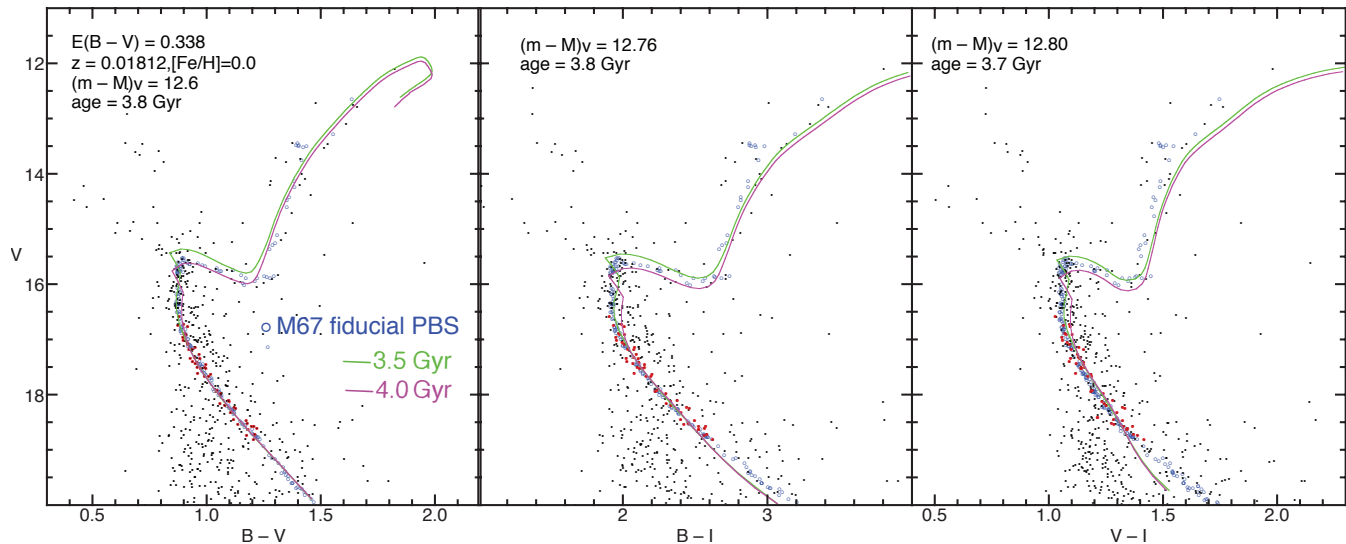 E(B – V) = 0.338
z = 0.01812,[Fe/H]=0.0
(m – M)v = 12.6
age = 3.8 Gyr
(m – M)v = 12.76
age = 3.8 Gyr
(m – M)v = 12.80
age = 3.7 Gyr
12
14
V
16
18
M67 fiducial PBS
3.5 Gyr
4.0 Gyr
0.5 1.0 1.5 2.0
B – V
2 3
B – I
0.5 1.0 1.5 2.0
V – I